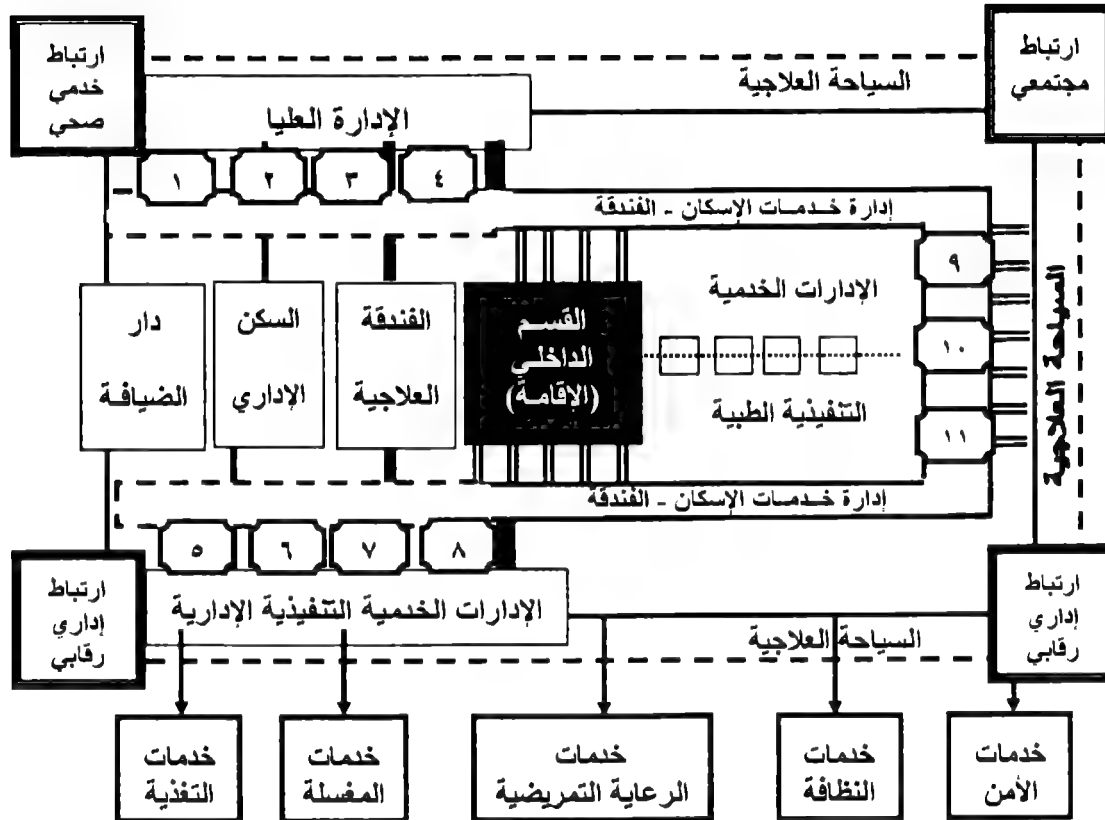 ارتباط
مجتمعي
السياحة العلاجية
ارتباط
خدمي
صحي
الإدارة العليا
٤
٣
٢
١
إدارة خدمات الإسكان - الفندقة
٩
١٠
١١
السياحة العلاجية
الإدارات الخدمية
التنفيذية الطبية
القسم
الداخلي
(الإقامة)
الفندقة
العلاجية
السكن
الإداري
دار
الضيافة
إدارة خدمات الإسكان - الفندقة
٨
٧
٦
٥
ارتباط
إداري
رقابي
السياحة العلاجية
الإدارات الخدمية التنفيذية الإدارية
ارتباط
إداري
رقابي
خدمات
الأمن
خدمات
النظافة
خدمات
الرعاية التمريضية
خدمات
المغسلة
خدمات
التغذية